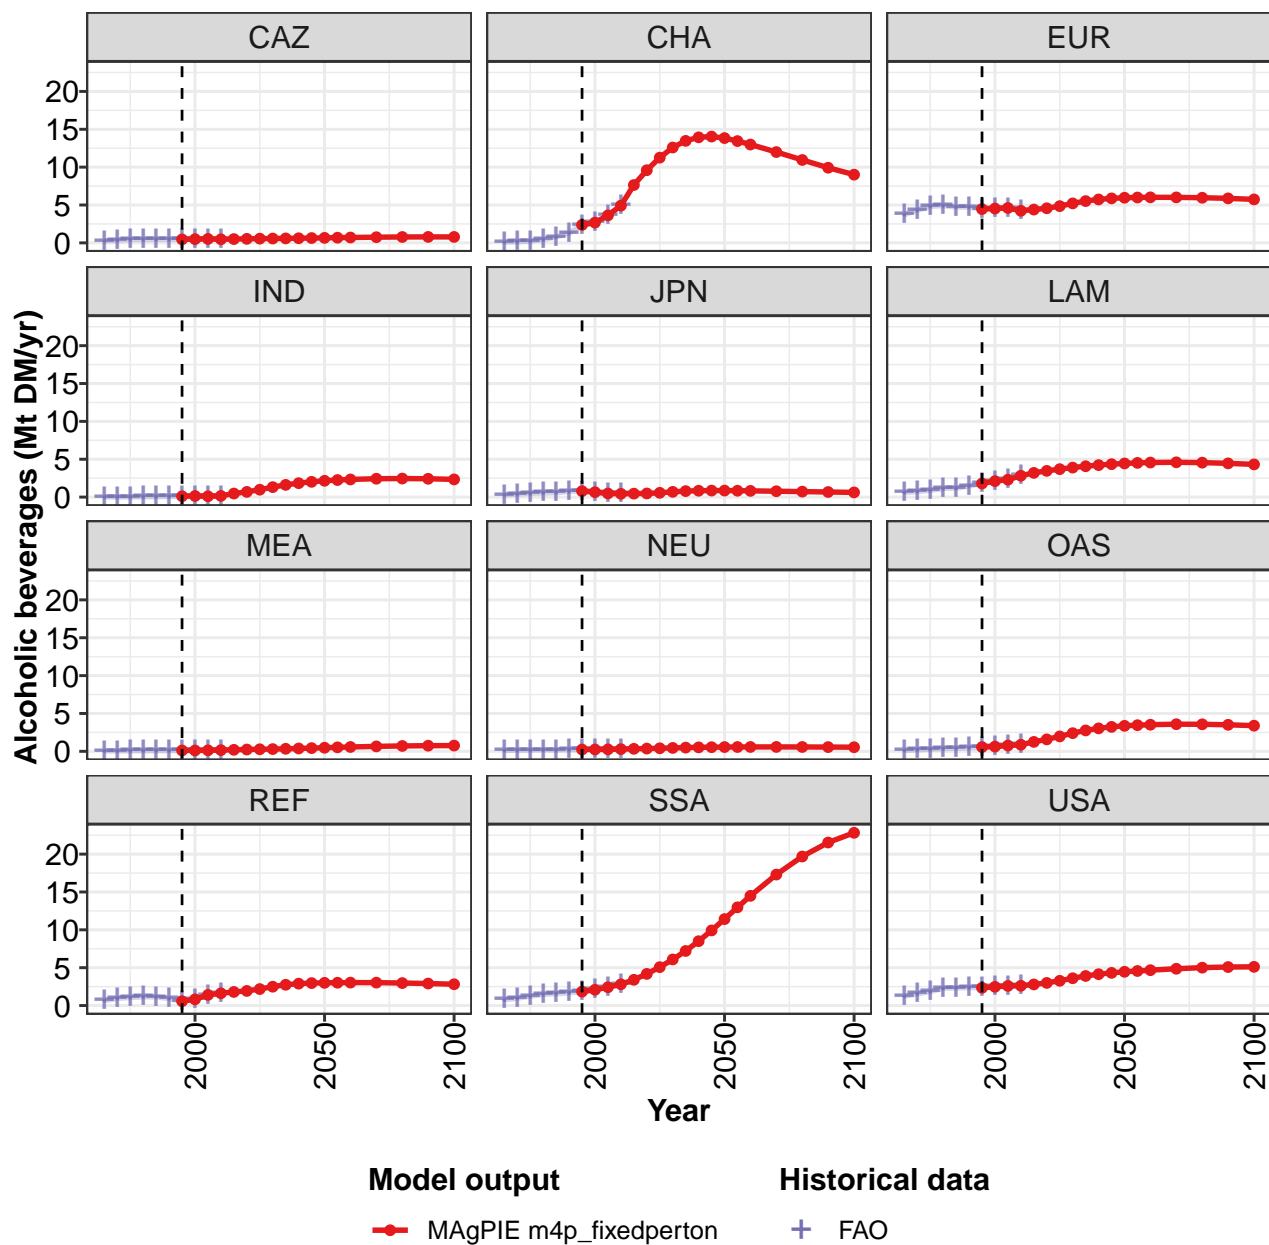 CAZ CHA EUR
20
15
10
5
0
IND JPN LAM
20
15
10
5
0
MEA NEU OAS
20
15
10
5
0
REF SSA USA
20
15
10
5
0
Alcoholic beverages (Mt DM/yr)
2000 2050 2100 2000 2050 2100 2000 2050 2100
Year
Model output Historical data
MAgPIE m4p_fixedperton FAO